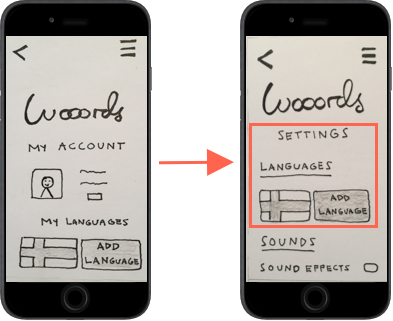 Wooords
MY ACCOUNT
MY LANGUAGES
ADD
LANGUAGE
Wooords
SETTINGS
LANGUAGES
ADD
LANGUAGE
SOUNDS
SOUND EFFECTS